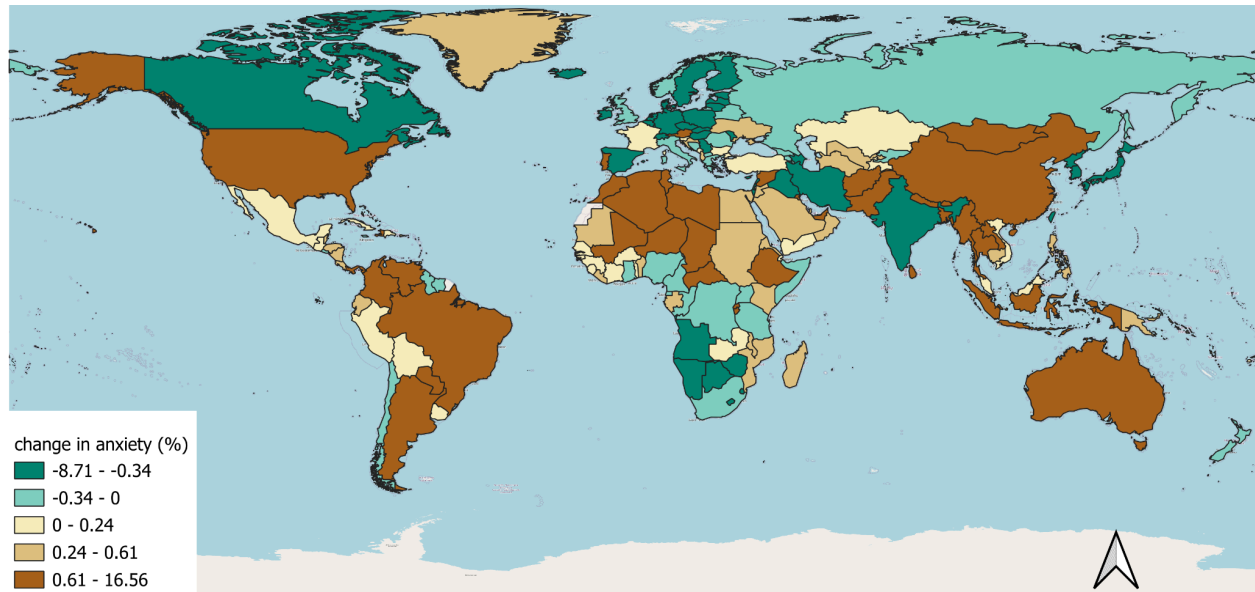 change in anxiety (%)
-8.71 - -0.34
-0.34 - 0
0 - 0.24
0.24 - 0.61
0.61 - 16.56